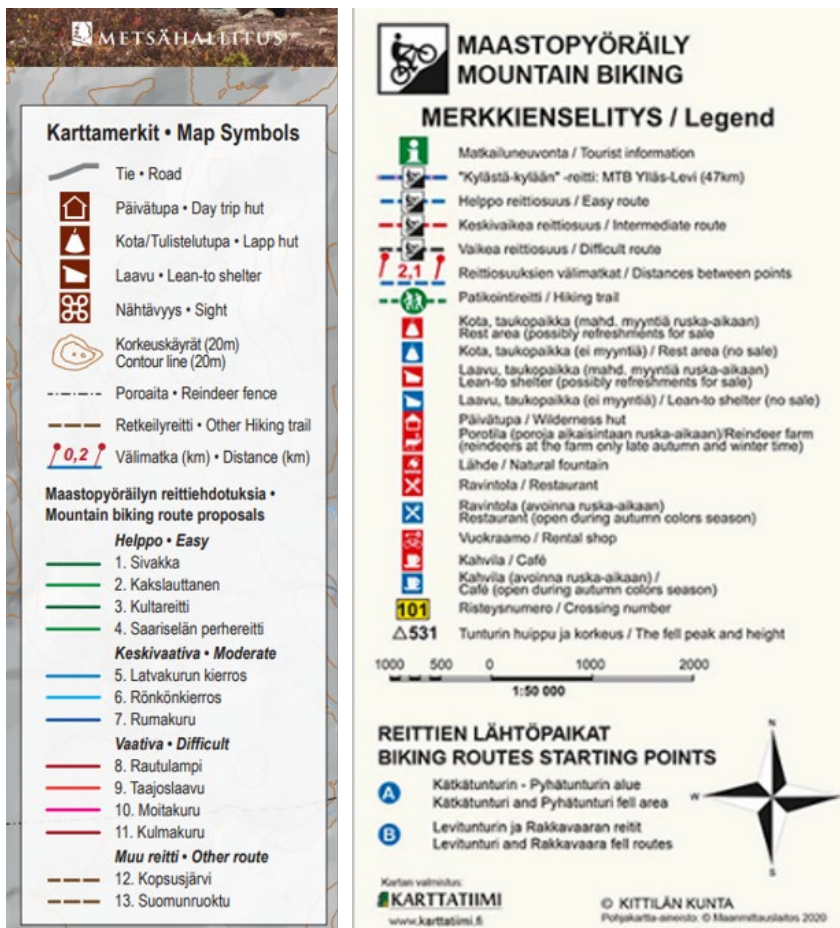 METSÄHALLITUS
Karttamerkit • Map Symbols
Tie • Road
Päivätupa • Day trip hut
Kota/Tulistelutupa • Lapp hut
Laavu • Lean-to shelter
Nähtävyys • Sight
Korkeuskäyrät (20m)
Contour line (20m)
Poroaita • Reindeer fence
Retkeilyreitti • Other Hiking trail
0,2 Välimatka (km) • Distance (km)
Maastopyöräilyn reittiehdotuksia •
Mountain biking route proposals
Helppo • Easy
1. Sivakka
2. Kakslauttanen
3. Kultareitti
4. Saariselän perhereitti
Keskivaativa • Moderate
5. Latvakurun kierros
6. Rönkönkierros
7. Rumakuru
Vaativa • Difficult
8. Rautulampi
9. Taajoslaavu
10. Moitakuru
11. Kulmakuru
Muu reitti • Other route
12. Kopsusjärvi
13. Suomunruoktu
MAASTOPYÖRÄILY
MOUNTAIN BIKING
MERKKIENSELITYS / Legend
Matkailuneuvonta / Tourist information
"Kylästä-kylään" -reitti: MTB Ylläs-Levi (47km)
Helppo reittiosuus / Easy route
Keskivaikea reittiosuus / Intermediate route
Vaikea reittiosuus / Difficult route
2,1 Reittiosuuksien välimatkat / Distances between points
Patikointireitti / Hiking trail
Kota, taukopaikka (mahd. myyntiä ruska-aikaan)
Rest area (possibly refreshments for sale
Kota, taukopaikka (ei myyntiä) / Rest area (no sale)
Laavu, taukopaikka (mahd. myyntiä ruska-aikaan)
Lean-to shelter (possibly refreshments for sale)
Laavu, taukopaikka (ei myyntiä) / Lean-to shelter (no sale)
Päivätupa / Wilderness hut
Porotila (poroja aikaisintaan ruska-aikaan)/Reindeer farm
(reindeers at the farm only late autumn and winter time)
Lähde / Natural fountain
Ravintola / Restaurant
Ravintola (avoinna ruska-aikaan)
Restaurant (open during autumn colors season)
Vuokraamo / Rental shop
Kahvila / Café
Kahvila (avoinna ruska-aikaan) /
Café (open during autumn colors season)
101 Risteysnumero / Crossing number
△531 Tunturin huippu ja korkeus / The fell peak and height
1000 500 0 1000 2000
1:50 000
REITTIEN LÄHTÖPAIKAT
BIKING ROUTES STARTING POINTS
A Kätkätunturin - Pyhätunturin alue
Kätkätunturi and Pyhätunturi fell area
B Levitunturin ja Rakkavaaran reitit
Levitunturi and Rakkavaara fell routes
N
W
E
S
Kartan valmistus:
KARTTATIIMI
www.karttatiimi.fi
© KITTILÄN KUNTA
Pohjakartta-aineisto: © Maanmittauslaitos 2020